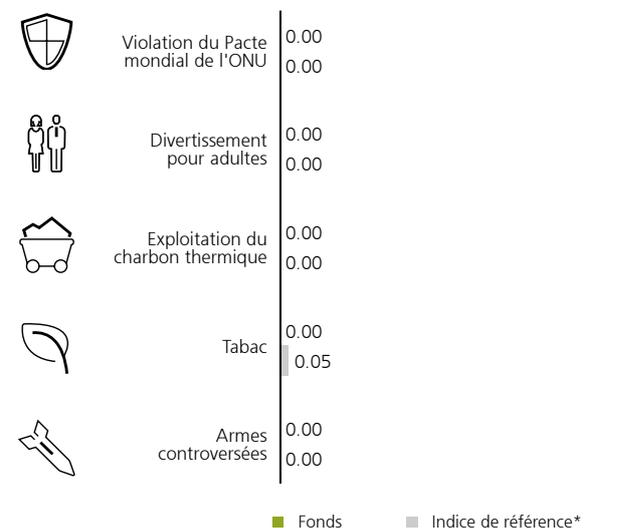 Violation du Pacte
mondial de l'ONU
0.00
0.00
Divertissement
pour adultes
0.00
0.00
Exploitation du
charbon thermique
0.00
0.00
Tabac
0.00
0.05
Armes
controversées
0.00
0.00
Fonds
Indice de référence*